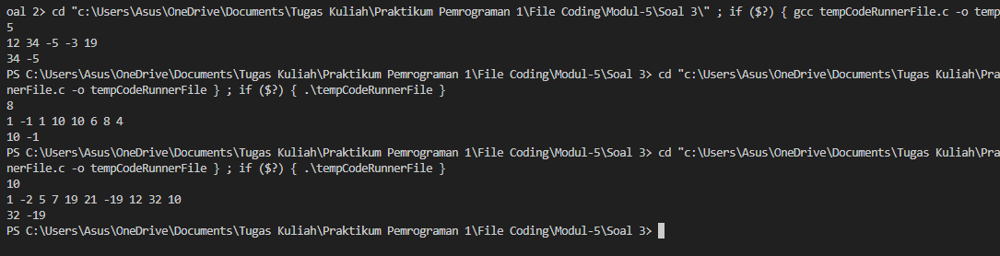 oal 2> cd "c:\Users\Asus\OneDrive\Documents\Tugas Kuliah\Praktikum Pemrograman 1\File Coding\Modul-5\Soal 3\" ; if ($?) { gcc tempCodeRunnerFile.c -o temp
5
12 34 -5 -3 19
34 -5
PS C:\Users\Asus\OneDrive\Documents\Tugas Kuliah\Praktikum Pemrograman 1\File Coding\Modul-5\Soal 3> cd "c:\Users\Asus\OneDrive\Documents\Tugas Kuliah\Pra
nerFile.c -o tempCodeRunnerFile } ; if ($?) { .\tempCodeRunnerFile }
8
1 -1 1 10 10 6 8 4
10 -1
PS C:\Users\Asus\OneDrive\Documents\Tugas Kuliah\Praktikum Pemrograman 1\File Coding\Modul-5\Soal 3> cd "c:\Users\Asus\OneDrive\Documents\Tugas Kuliah\Pra
nerFile.c -o tempCodeRunnerFile } ; if ($?) { .\tempCodeRunnerFile }
10
1 -2 5 7 19 21 -19 12 32 10
32 -19
PS C:\Users\Asus\OneDrive\Documents\Tugas Kuliah\Praktikum Pemrograman 1\File Coding\Modul-5\Soal 3>